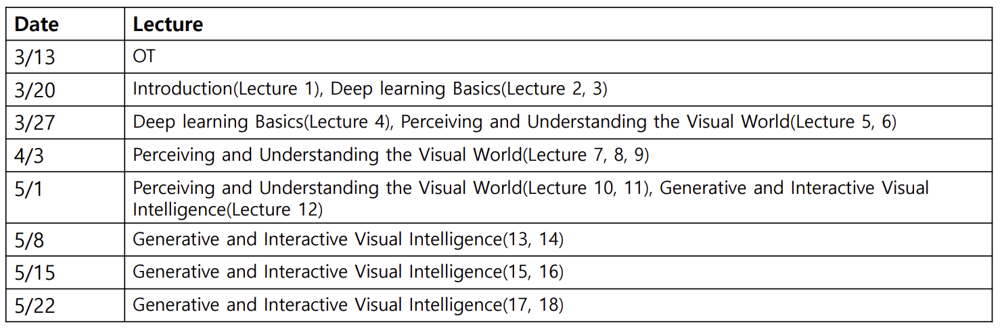 Date Lecture
3/13 OT
3/20 Introduction(Lecture 1), Deep learning Basics(Lecture 2, 3)
3/27 Deep learning Basics(Lecture 4), Perceiving and Understanding the Visual World(Lecture 5, 6)
4/3 Perceiving and Understanding the Visual World(Lecture 7, 8, 9)
5/1 Perceiving and Understanding the Visual World(Lecture 10, 11), Generative and Interactive Visual
Intelligence(Lecture 12)
5/8 Generative and Interactive Visual Intelligence(13, 14)
5/15 Generative and Interactive Visual Intelligence(15, 16)
5/22 Generative and Interactive Visual Intelligence(17, 18)